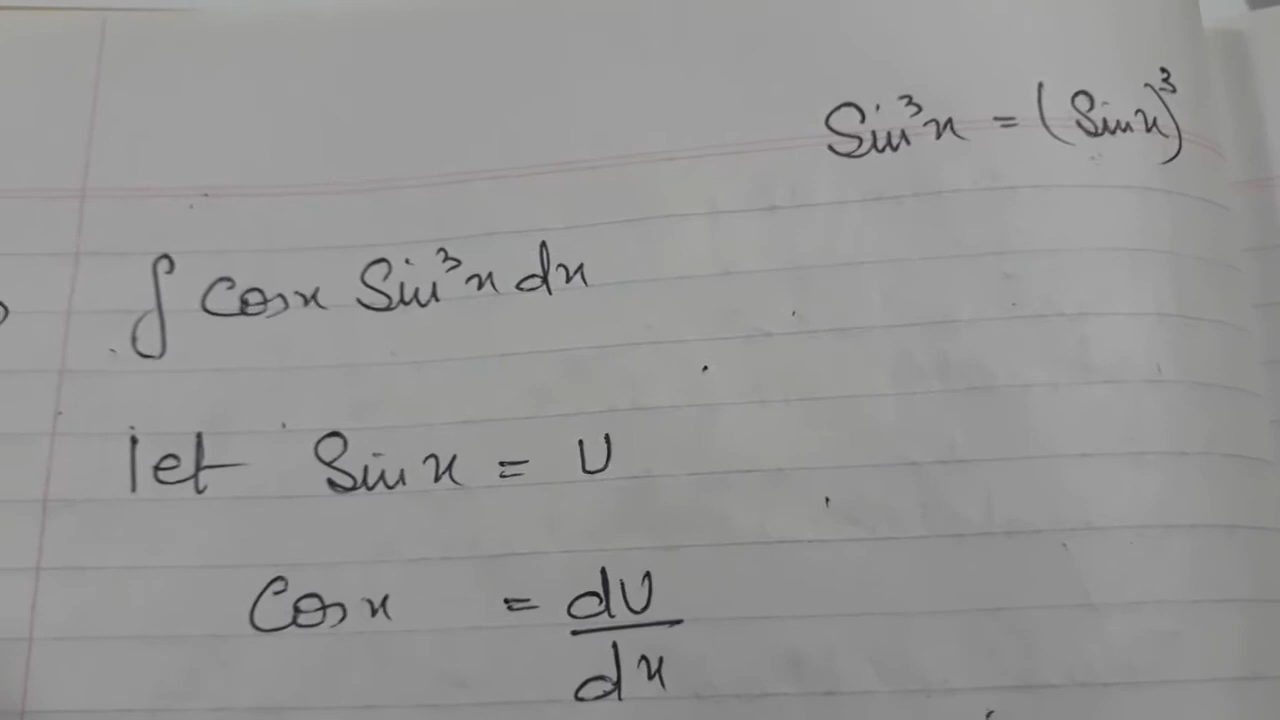 Sin³x = (Sinx)³
∫ Cosx Sin³x dx
let Sinx = U
Cosx = dU/dx